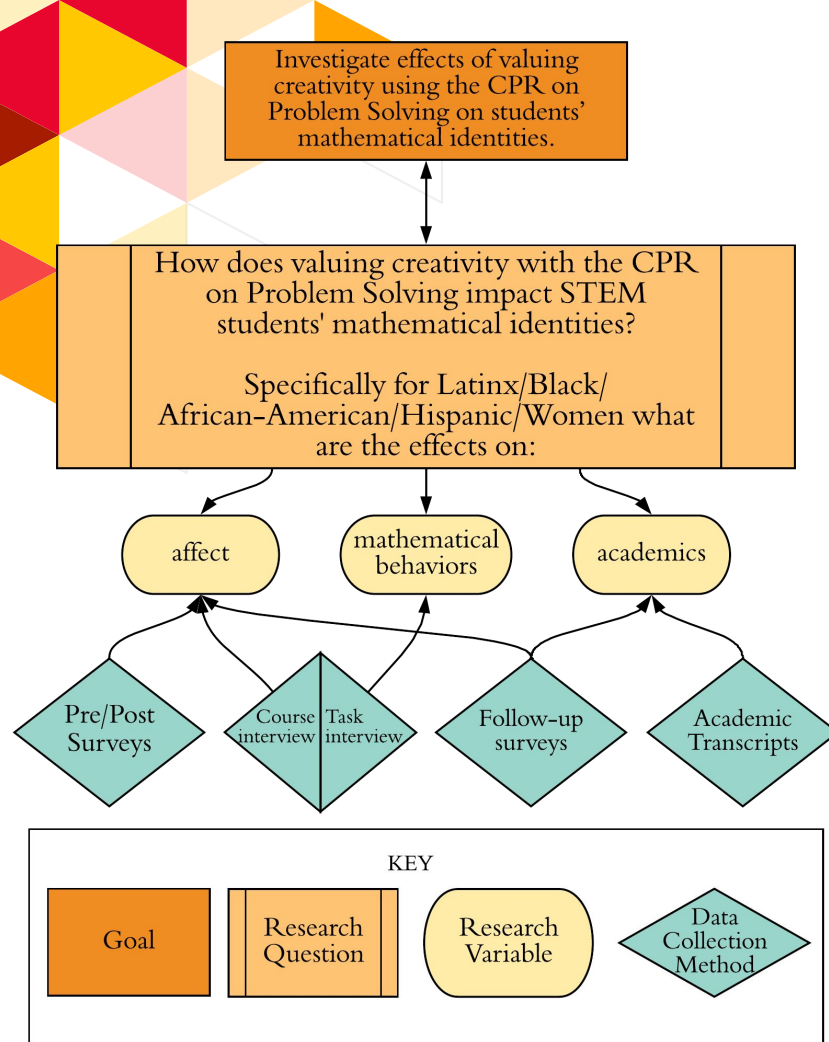 Investigate effects of valuing
creativity using the CPR on
Problem Solving on students’
mathematical identities.
How does valuing creativity with the CPR
on Problem Solving impact STEM
students' mathematical identities?
Specifically for Latinx/Black/
African-American/Hispanic/Women what
are the effects on:
affect
mathematical
behaviors
academics
Pre/Post
Surveys
Course
interview
Task
interview
Follow-up
surveys
Academic
Transcripts
KEY
Goal
Research
Question
Research
Variable
Data
Collection
Method